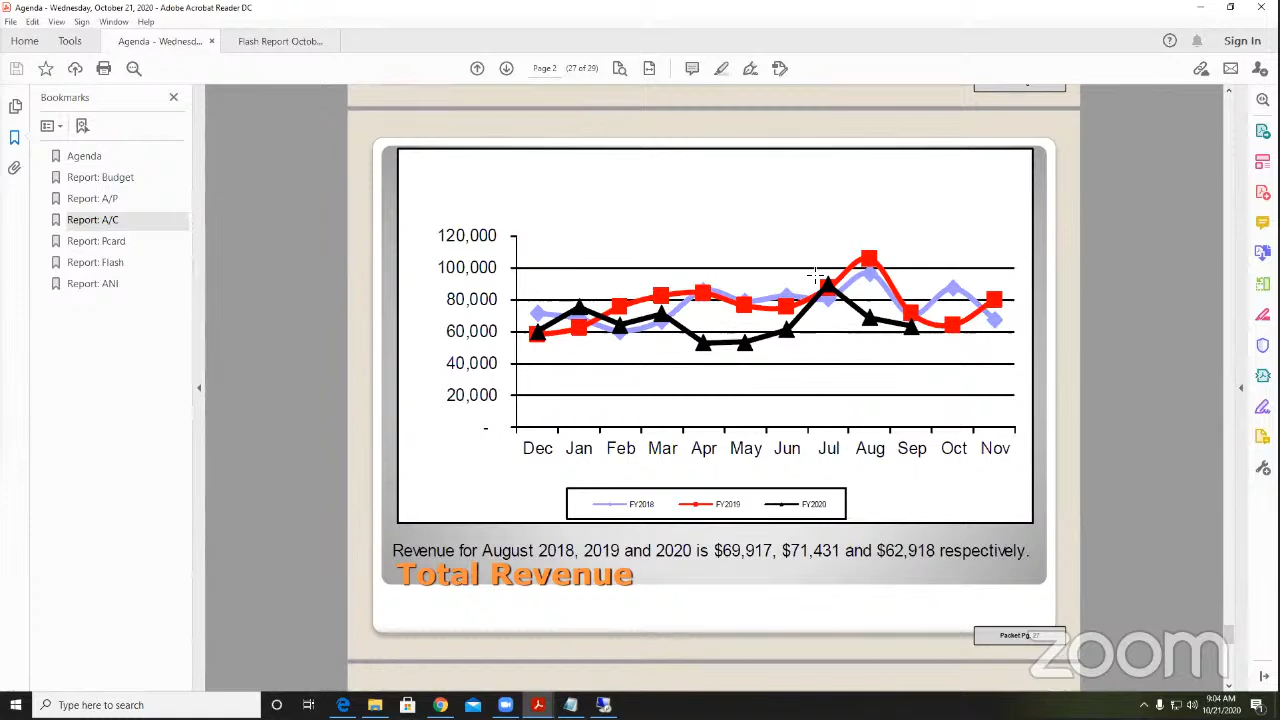 Agenda - Wednesday, October 21, 2020 - Adobe Acrobat Reader DC
File Edit View Sign Window Help
Home Tools Agenda - Wednesd... × Flash Report Octob... Sign In
Page 2 (27 of 29)
Bookmarks
Agenda
Report: Budget
Report: A/P
Report: A/C
Report: Pcard
Report: Flash
Report: ANI
120,000
100,000
80,000
60,000
40,000
20,000
-
Dec Jan Feb Mar Apr May Jun Jul Aug Sep Oct Nov
FY2018 FY2019 FY2020
Revenue for August 2018, 2019 and 2020 is $69,917, $71,431 and $62,918 respectively.
Total Revenue
Packet Pg. 27
zoom
Type here to search
9:04 AM
10/21/2020